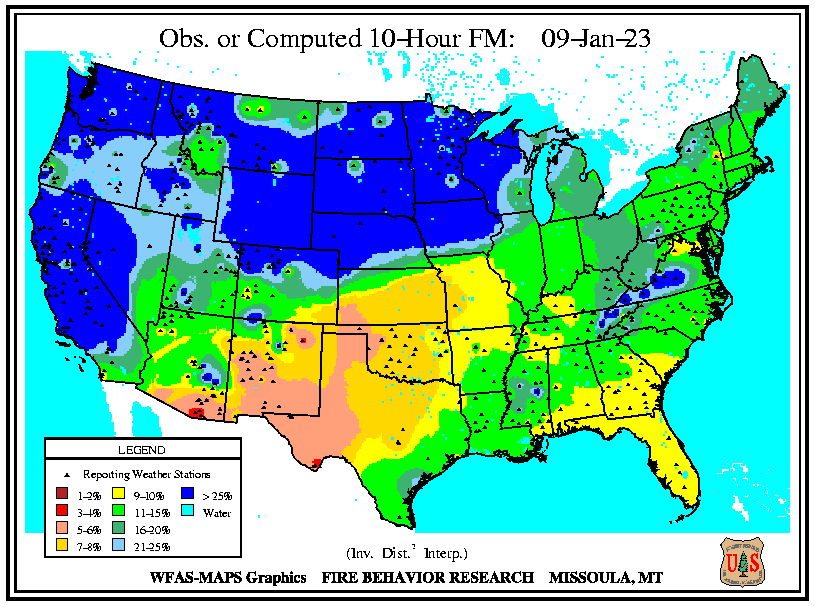 Obs. or Computed 10-Hour FM: 09-Jan-23
LEGEND
Reporting Weather Stations
1-2% 9-10% > 25%
3-4% 11-15% Water
5-6% 16-20%
7-8% 21-25%
(Inv. Dist.² Interp.)
WFAS-MAPS Graphics FIRE BEHAVIOR RESEARCH MISSOULA, MT
US